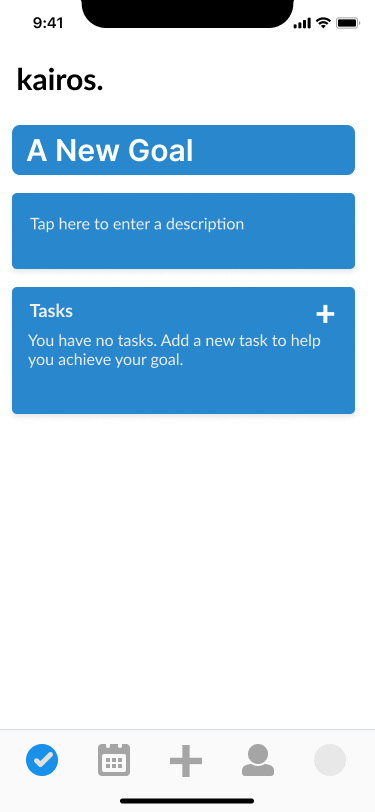 9:41
kairos.
A New Goal
Tap here to enter a description
Tasks
You have no tasks. Add a new task to help
you achieve your goal.